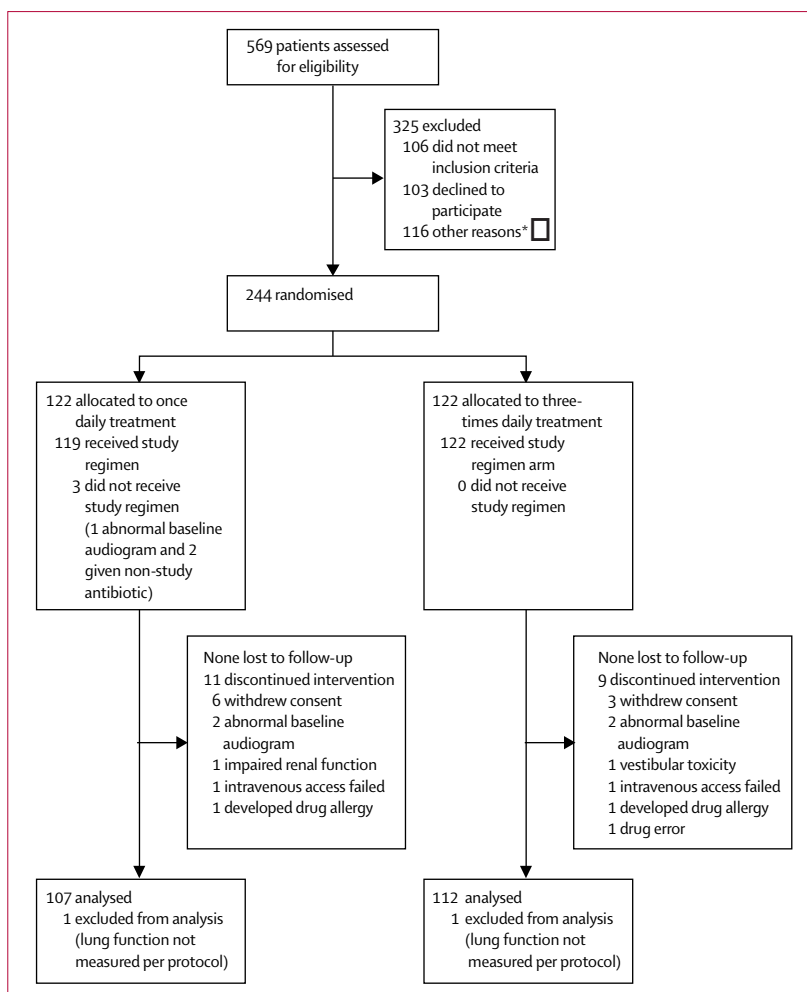 569 patients assessed
for eligibility
325 excluded
106 did not meet
inclusion criteria
103 declined to
participate
116 other reasons*
244 randomised
122 allocated to once
daily treatment
119 received study
regimen
3 did not receive
study regimen
(1 abnormal baseline
audiogram and 2
given non-study
antibiotic)
122 allocated to three-
times daily treatment
122 received study
regimen arm
0 did not receive
study regimen
None lost to follow-up
11 discontinued intervention
6 withdrew consent
2 abnormal baseline
audiogram
1 impaired renal function
1 intravenous access failed
1 developed drug allergy
None lost to follow-up
9 discontinued intervention
3 withdrew consent
2 abnormal baseline
audiogram
1 vestibular toxicity
1 intravenous access failed
1 developed drug allergy
1 drug error
107 analysed
1 excluded from analysis
(lung function not
measured per protocol)
112 analysed
1 excluded from analysis
(lung function not
measured per protocol)